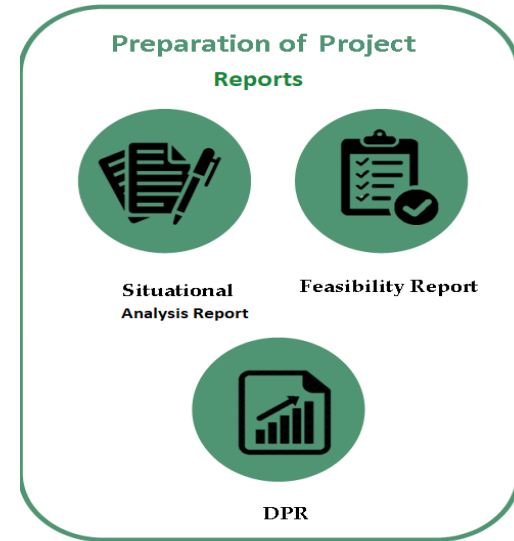 Preparation of Project
Reports
Situational
Analysis Report
Feasibility Report
DPR